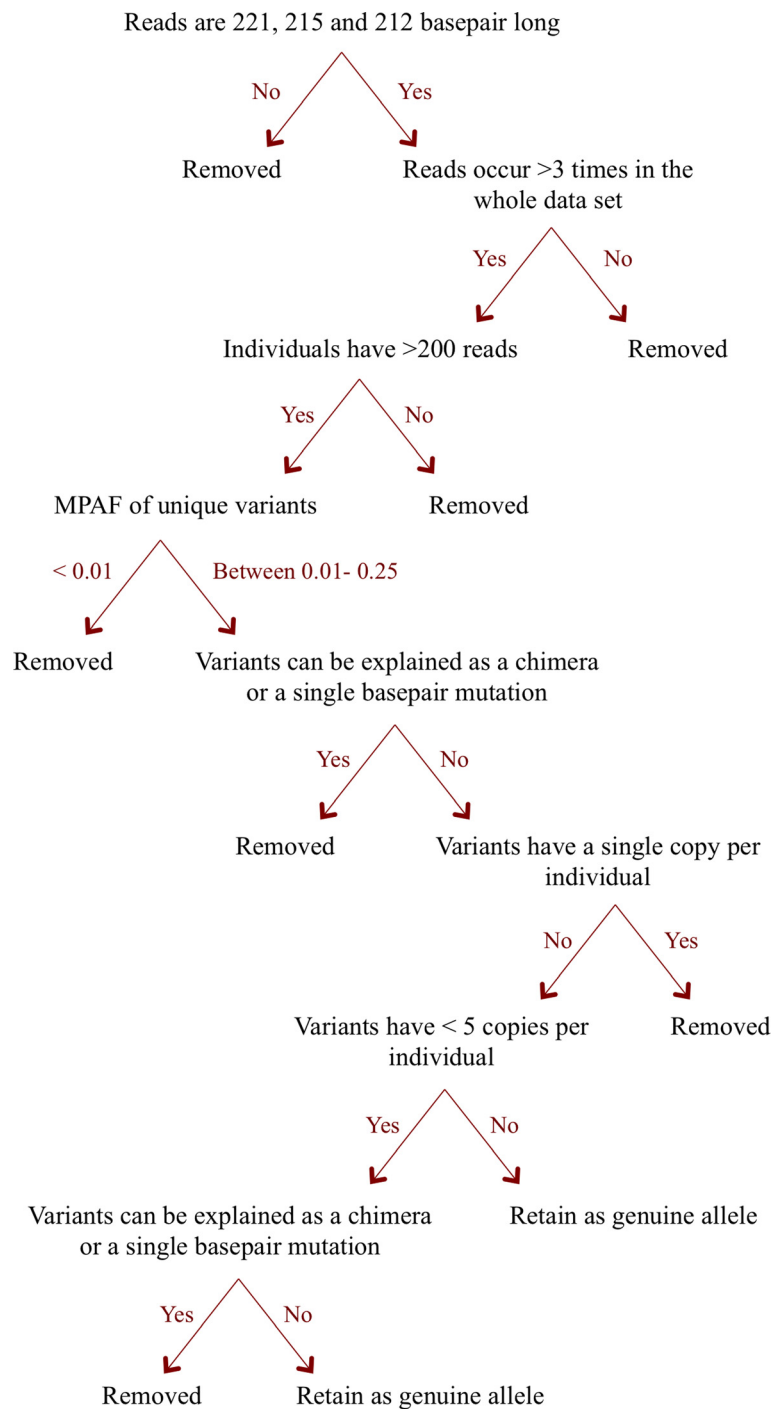 Reads are 221, 215 and 212 basepair long
No
Yes
Removed
Reads occur >3 times in the
whole data set
Yes
No
Individuals have >200 reads
Removed
Yes
No
MPAF of unique variants
Removed
< 0.01
Between 0.01- 0.25
Removed
Variants can be explained as a chimera
or a single basepair mutation
Yes
No
Removed
Variants have a single copy per
individual
No
Yes
Variants have < 5 copies per
individual
Removed
Yes
No
Variants can be explained as a chimera
or a single basepair mutation
Retain as genuine allele
Yes
No
Removed
Retain as genuine allele